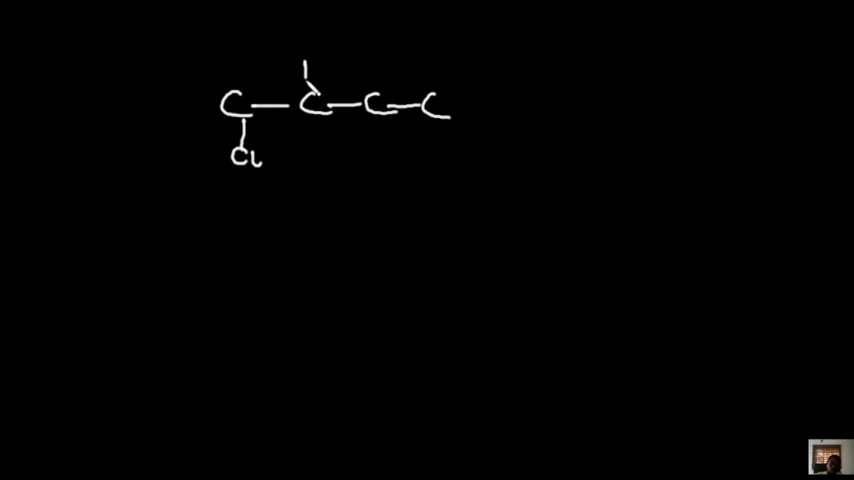 C — C — C — C
Cl